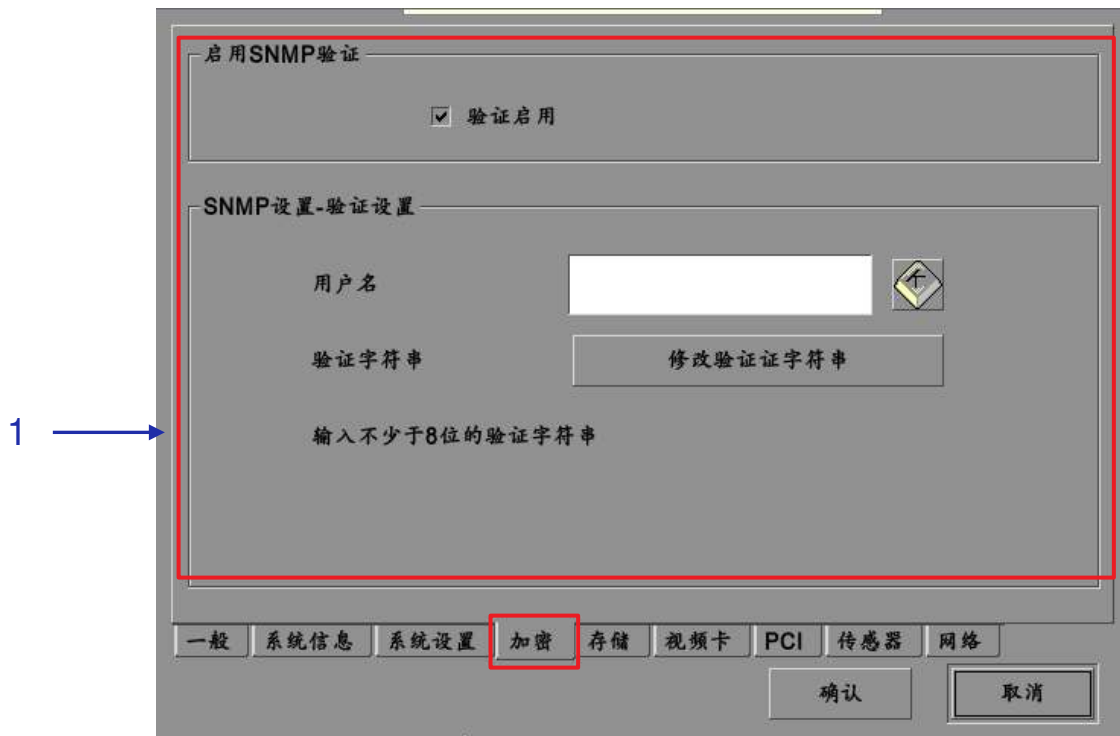 启用SNMP验证
验证启用
SNMP设置-验证设置
用户名
验证字符串 修改验证证字符串
1
输入不少于8位的验证字符串
一般 系统信息 系统设置 加密 存储 视频卡 PCI 传感器 网络
确认 取消